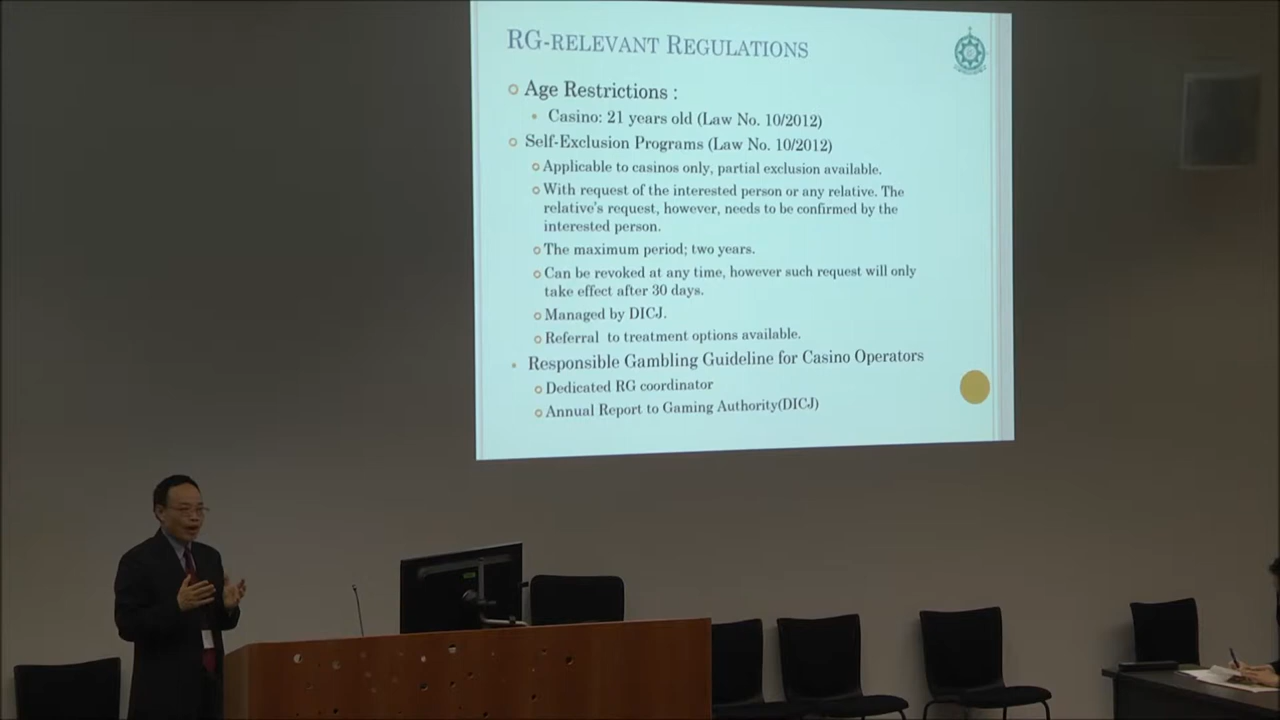 RG-RELEVANT REGULATIONS
Age Restrictions :
Casino: 21 years old (Law No. 10/2012)
Self-Exclusion Programs (Law No. 10/2012)
Applicable to casinos only, partial exclusion available.
With request of the interested person or any relative. The
relative's request, however, needs to be confirmed by the
interested person.
The maximum period; two years.
Can be revoked at any time, however such request will only
take effect after 30 days.
Managed by DICJ.
Referral to treatment options available.
Responsible Gambling Guideline for Casino Operators
Dedicated RG coordinator
Annual Report to Gaming Authority(DICJ)